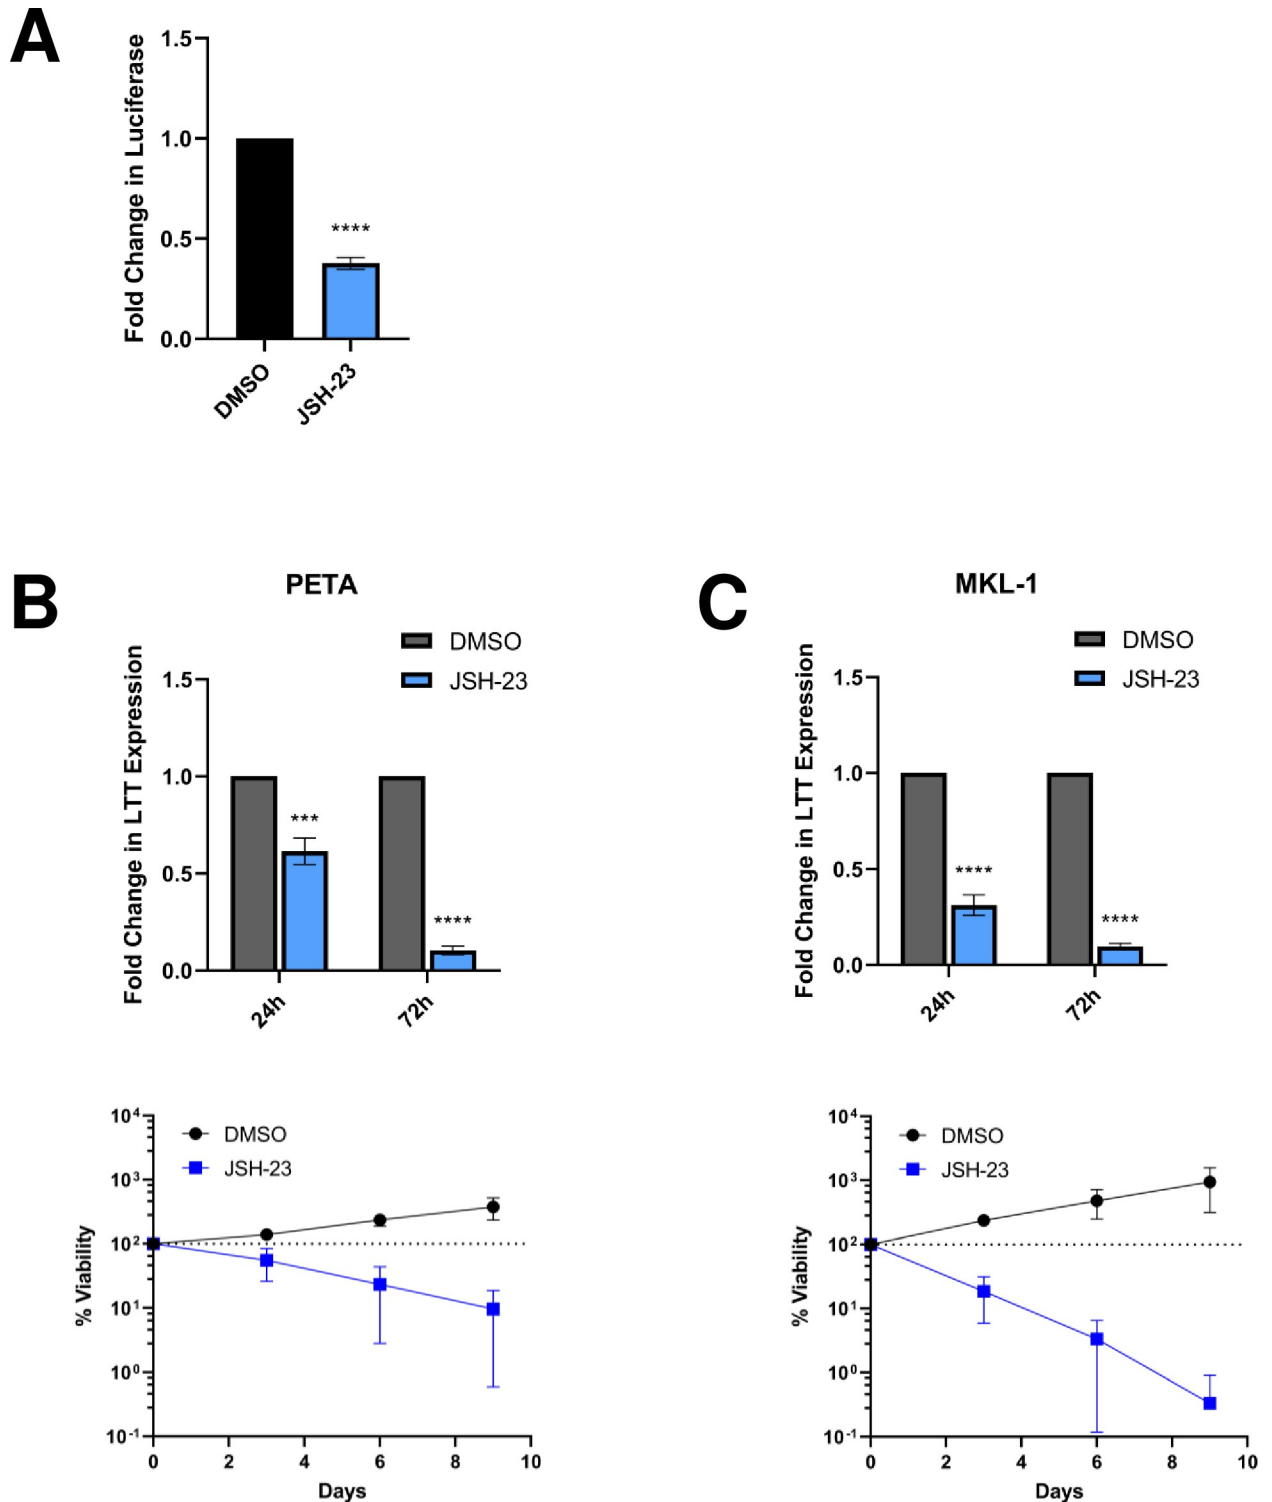 A
Fold Change in Luciferase
1.5
1.0
0.5
0.0
****
DMSO
JSH-23
B
PETA
DMSO
JSH-23
Fold Change in LTT Expression
1.5
1.0
0.5
0.0
***
****
24h
72h
10⁴
10³
10²
10¹
10⁰
10⁻¹
% Viability
DMSO
JSH-23
0 2 4 6 8 10
Days
C
MKL-1
DMSO
JSH-23
Fold Change in LTT Expression
1.5
1.0
0.5
0.0
****
****
24h
72h
10⁴
10³
10²
10¹
10⁰
10⁻¹
% Viability
DMSO
JSH-23
0 2 4 6 8 10
Days